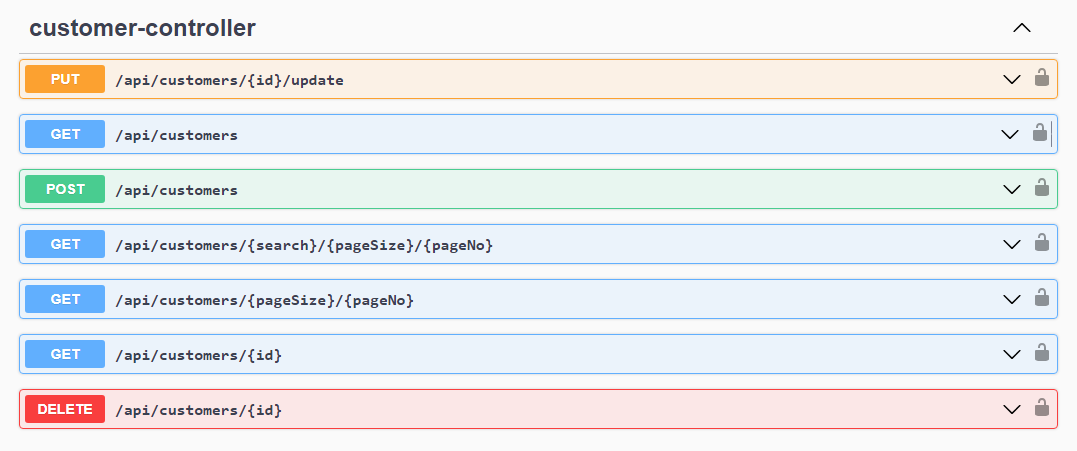 customer-controller
PUT /api/customers/{id}/update
GET /api/customers
POST /api/customers
GET /api/customers/{search}/{pageSize}/{pageNo}
GET /api/customers/{pageSize}/{pageNo}
GET /api/customers/{id}
DELETE /api/customers/{id}